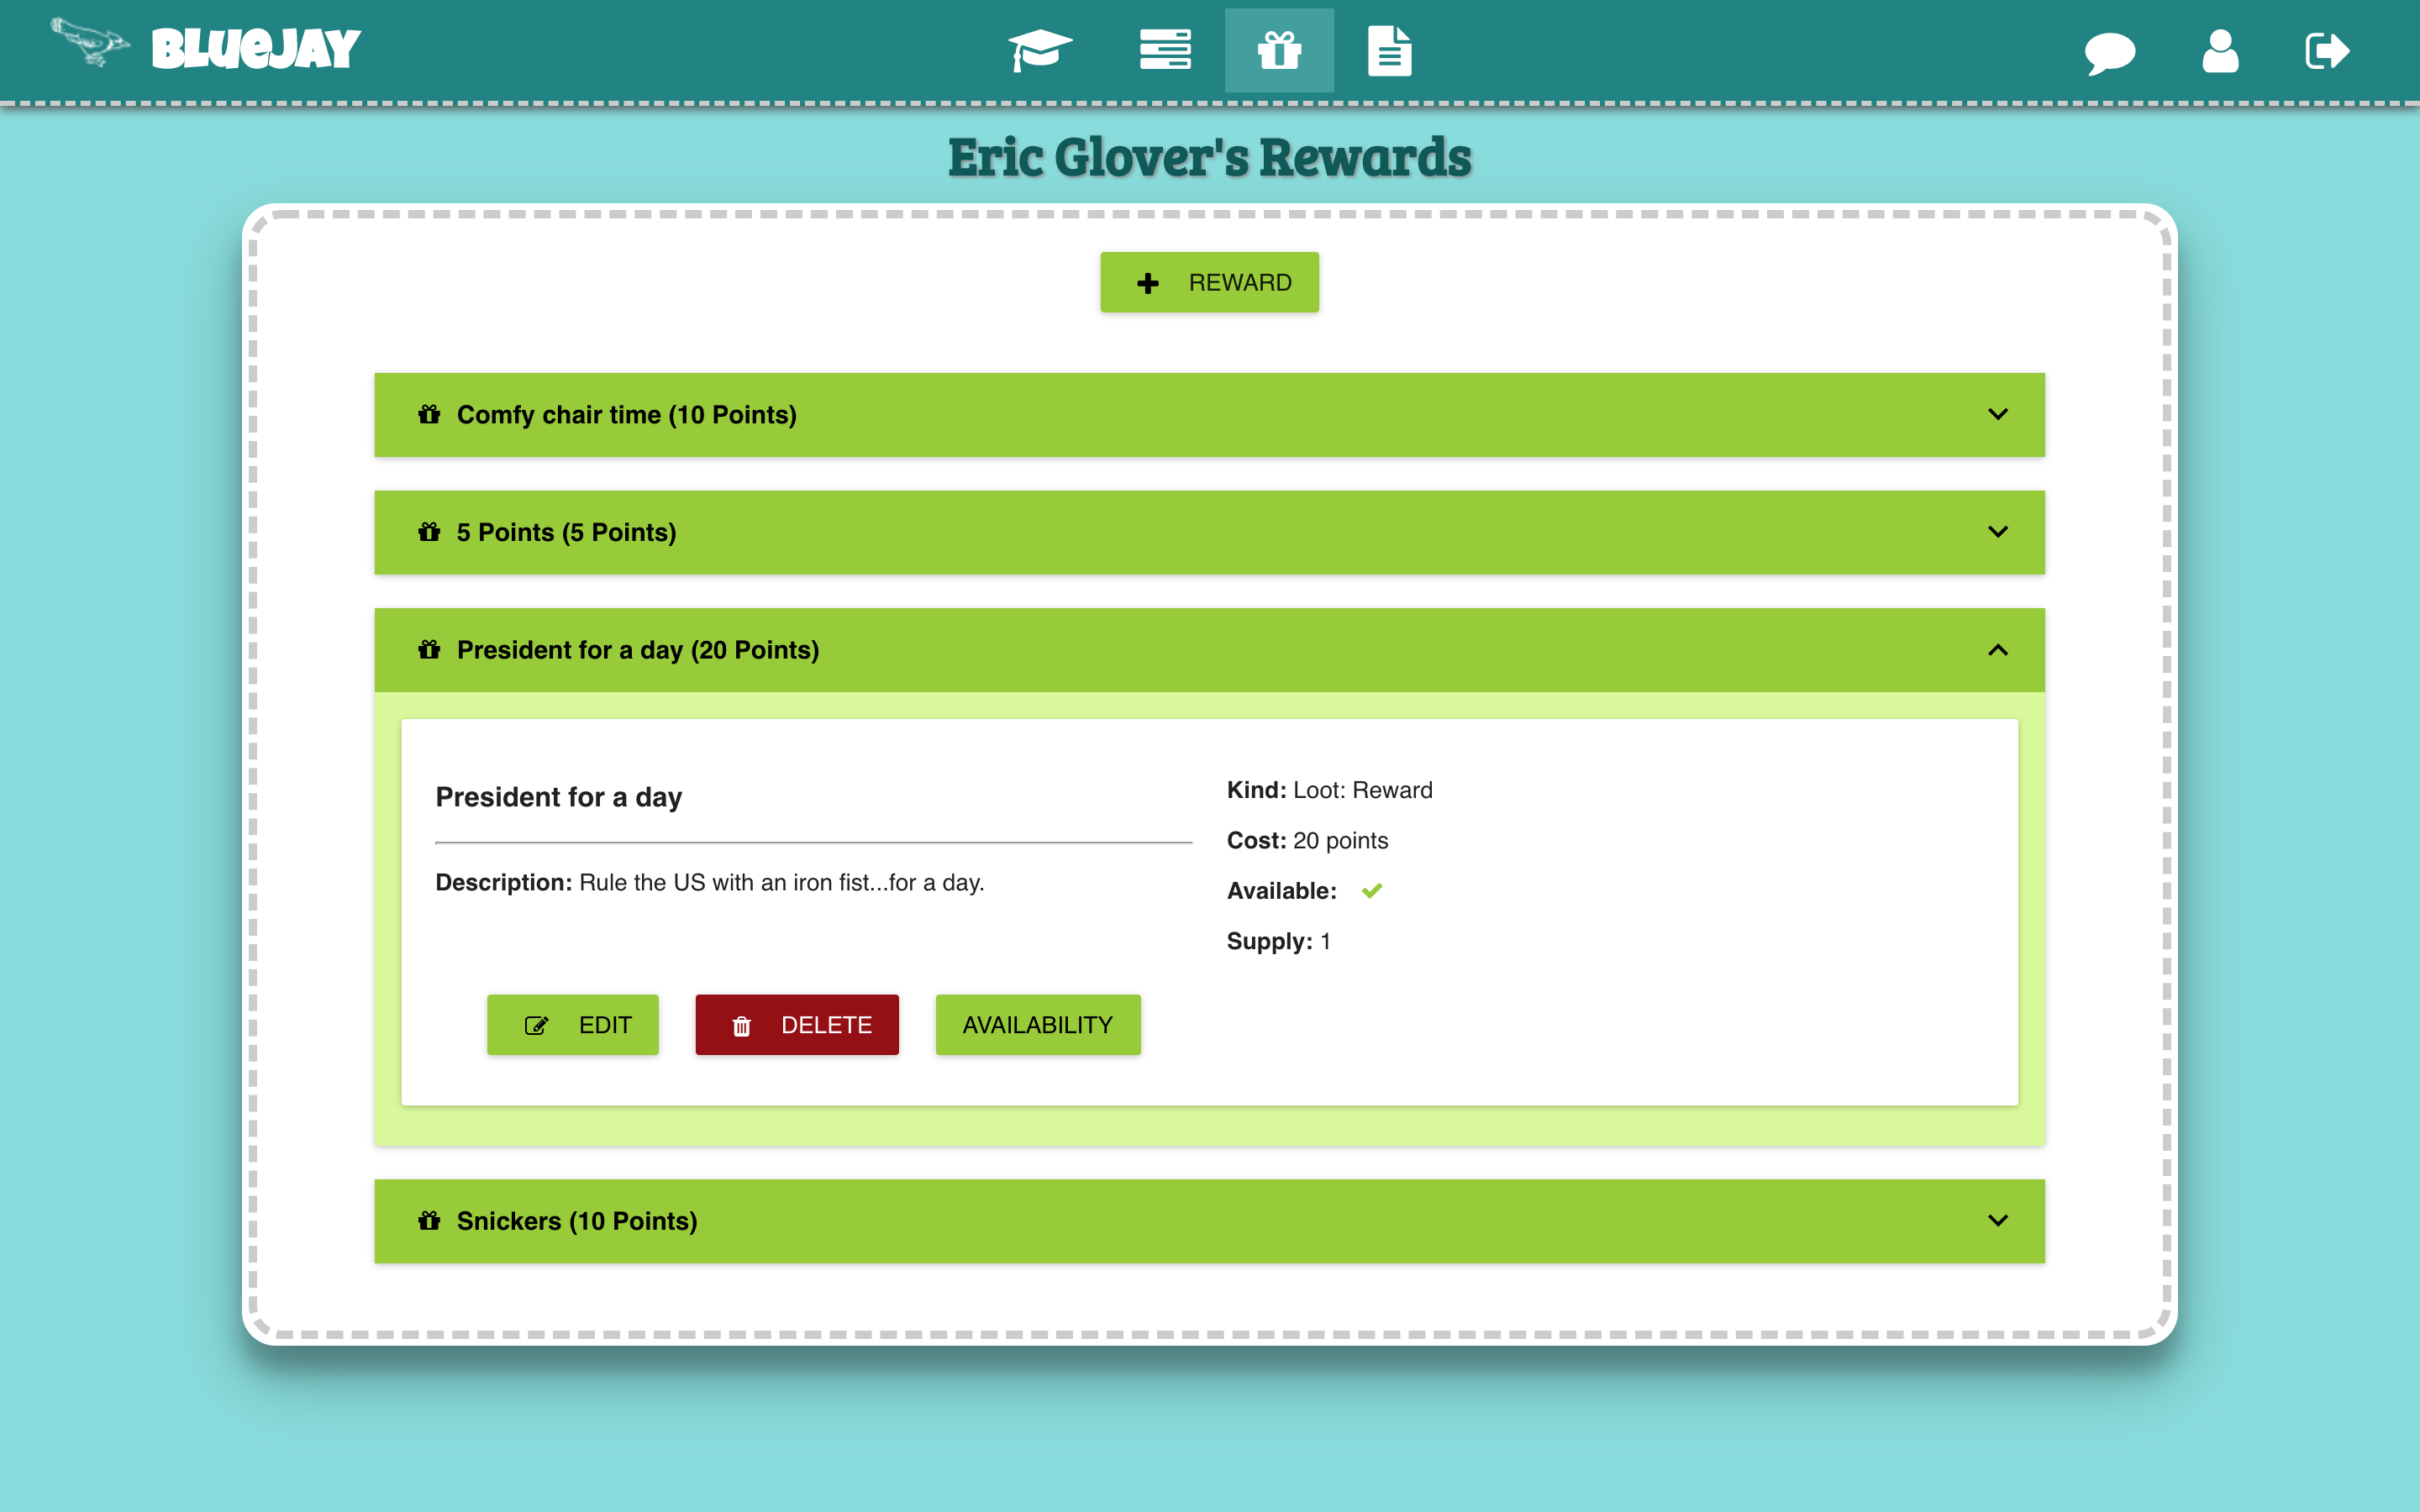 BLUEJAY
Eric Glover's Rewards
REWARD
Comfy chair time (10 Points)
5 Points (5 Points)
President for a day (20 Points)
President for a day
Description: Rule the US with an iron fist...for a day.
Kind: Loot: Reward
Cost: 20 points
Available:
Supply: 1
EDIT
DELETE
AVAILABILITY
Snickers (10 Points)